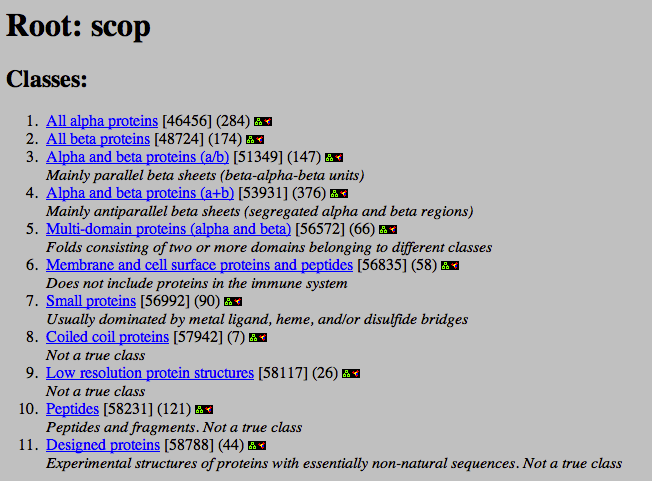 Root: scop
Classes:
1. All alpha proteins [46456] (284)
2. All beta proteins [48724] (174)
3. Alpha and beta proteins (a/b) [51349] (147)
Mainly parallel beta sheets (beta-alpha-beta units)
4. Alpha and beta proteins (a+b) [53931] (376)
Mainly antiparallel beta sheets (segregated alpha and beta regions)
5. Multi-domain proteins (alpha and beta) [56572] (66)
Folds consisting of two or more domains belonging to different classes
6. Membrane and cell surface proteins and peptides [56835] (58)
Does not include proteins in the immune system
7. Small proteins [56992] (90)
Usually dominated by metal ligand, heme, and/or disulfide bridges
8. Coiled coil proteins [57942] (7)
Not a true class
9. Low resolution protein structures [58117] (26)
Not a true class
10. Peptides [58231] (121)
Peptides and fragments. Not a true class
11. Designed proteins [58788] (44)
Experimental structures of proteins with essentially non-natural sequences. Not a true class